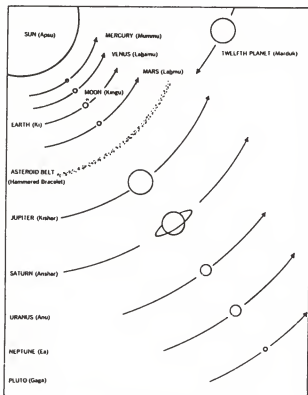 SUN (Apsu)
MERCURY (Mummu)
VENUS (Lahamu)
MARS (Lahmu)
TWELFTH PLANET (Marduk)
MOON (Kingu)
EARTH (Ki)
ASTEROID BELT
(Hammered Bracelet)
JUPITER (Kishar)
SATURN (Anshar)
URANUS (Anu)
NEPTUNE (Ea)
PLUTO (Gaga)